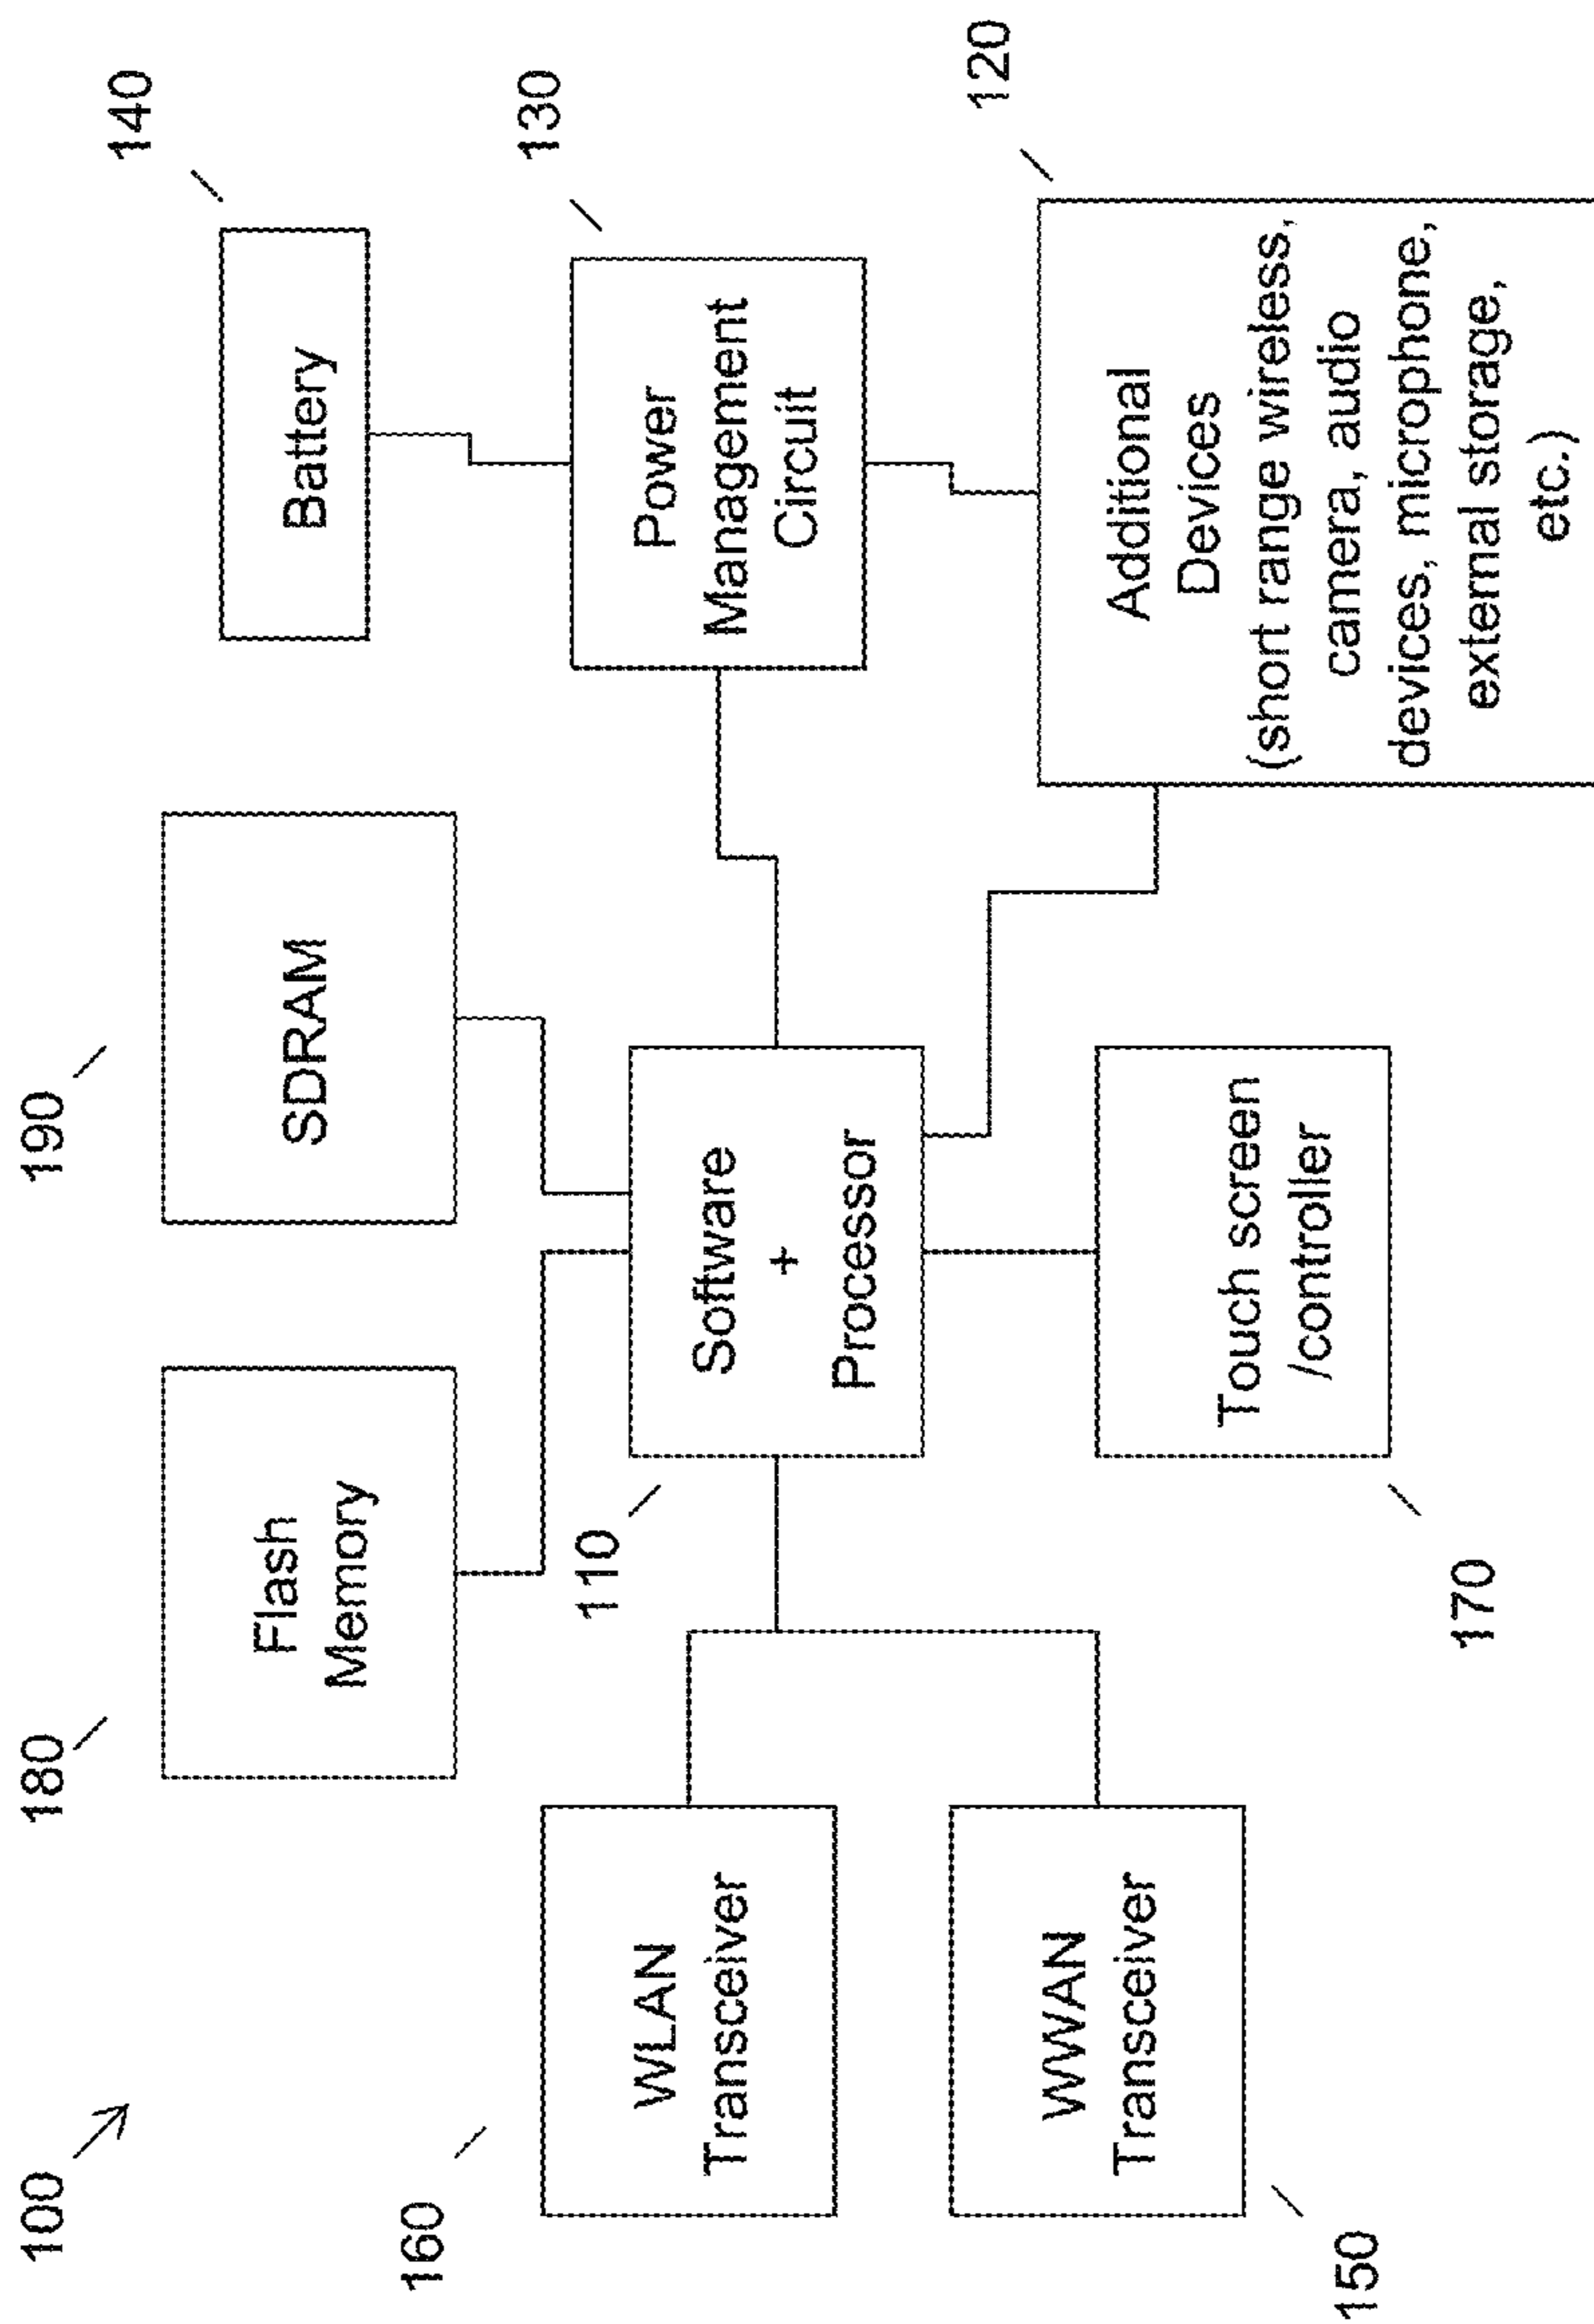 100
180
190
140
Flash
Memory
SDRAM
Battery
160
WLAN
Transceiver
110
Software
+
Processor
130
Power
Management
Circuit
WWAN
Transceiver
150
Touch screen
/controller
170
120
Additional
Devices
(short range wireless,
camera, audio
devices, microphone,
external storage,
etc.)